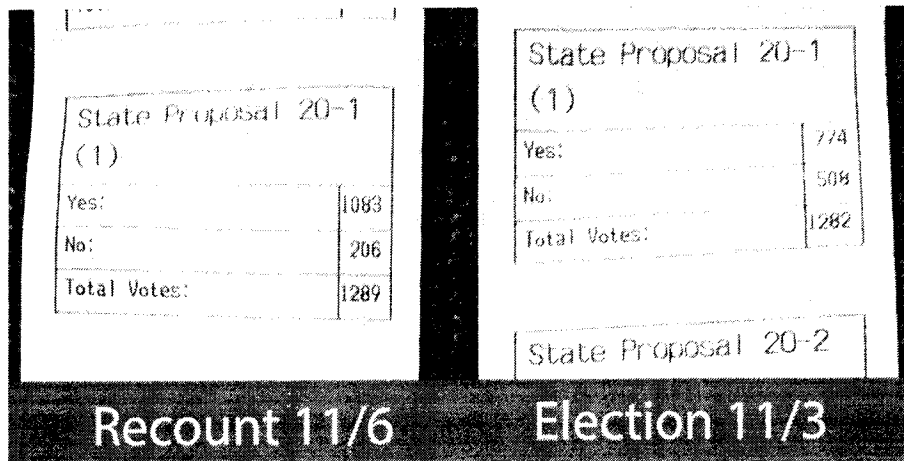 State Proposal 20-1
(1)
Yes: 1083
No: 206
Total Votes: 1289
Recount 11/6
State Proposal 20-1
(1)
Yes: 774
No: 508
Total Votes: 1282
State Proposal 20-2
Election 11/3